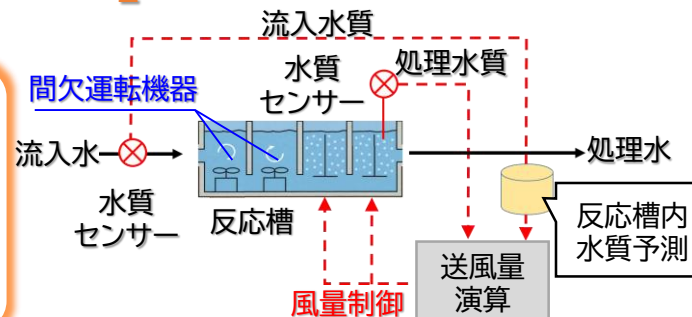 流入水質
水質
センサー
処理水質
間欠運転機器
流入水
処理水
水質
センサー
反応槽
反応槽内
水質予測
送風量
演算
風量制御